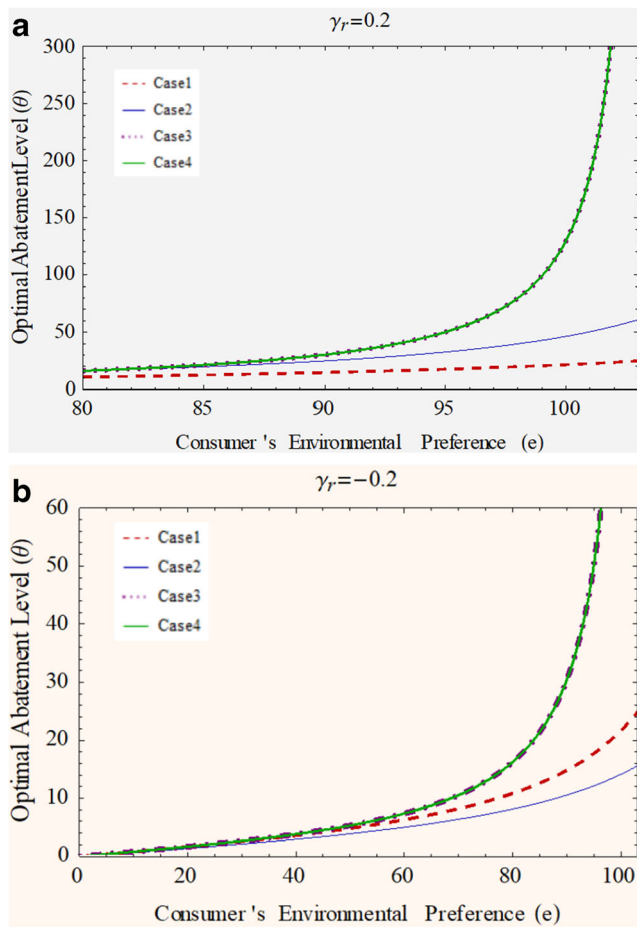 a
γr=0.2
300
250
200
150
100
50
0
Optimal Abatement Level (θ)
Case1
Case2
Case3
Case4
80 85 90 95 100
Consumer's Environmental Preference (e)
b
γr=−0.2
60
50
40
30
20
10
0
Optimal Abatement Level (θ)
Case1
Case2
Case3
Case4
0 20 40 60 80 100
Consumer's Environmental Preference (e)